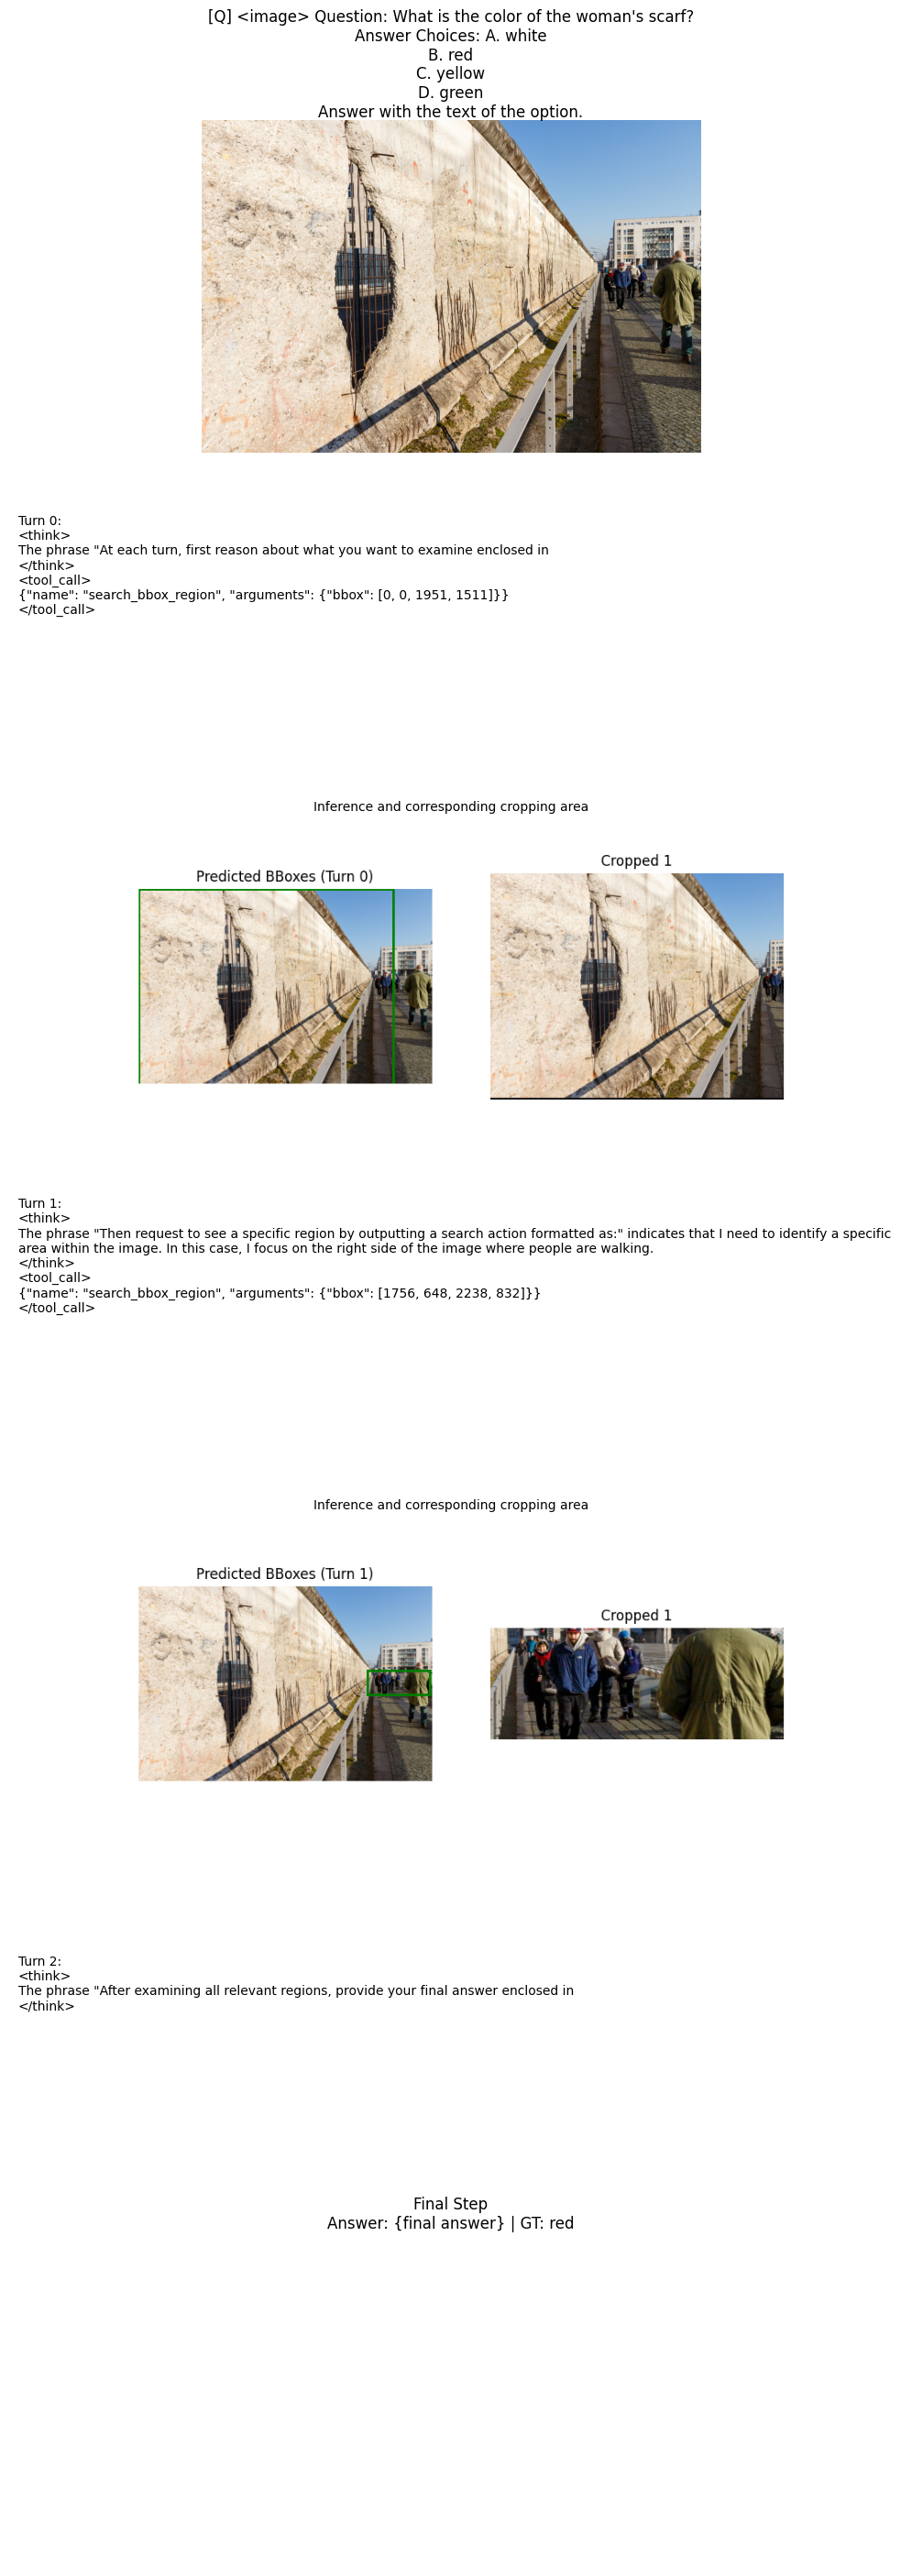 [Q] <image> Question: What is the color of the woman's scarf?
Answer Choices: A. white
B. red
C. yellow
D. green
Answer with the text of the option.
Turn 0:
<think>
The phrase "At each turn, first reason about what you want to examine enclosed in
</think>
<tool_call>
{"name": "search_bbox_region", "arguments": {"bbox": [0, 0, 1951, 1511]}}
</tool_call>
Inference and corresponding cropping area
Predicted BBoxes (Turn 0)
Cropped 1
Turn 1:
<think>
The phrase "Then request to see a specific region by outputting a search action formatted as:" indicates that I need to identify a specific
area within the image. In this case, I focus on the right side of the image where people are walking.
</think>
<tool_call>
{"name": "search_bbox_region", "arguments": {"bbox": [1756, 648, 2238, 832]}}
</tool_call>
Inference and corresponding cropping area
Predicted BBoxes (Turn 1)
Cropped 1
Turn 2:
<think>
The phrase "After examining all relevant regions, provide your final answer enclosed in
</think>
Final Step
Answer: {final answer} | GT: red